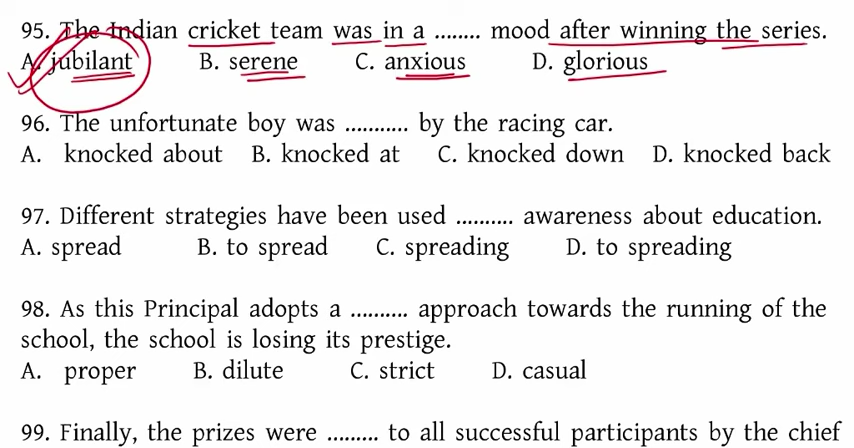 95. The Indian cricket team was in a ........ mood after winning the series.
A. jubilant B. serene C. anxious D. glorious
96. The unfortunate boy was ........... by the racing car.
A. knocked about B. knocked at C. knocked down D. knocked back
97. Different strategies have been used .......... awareness about education.
A. spread B. to spread C. spreading D. to spreading
98. As this Principal adopts a .......... approach towards the running of the
school, the school is losing its prestige.
A. proper B. dilute C. strict D. casual
99. Finally, the prizes were ......... to all successful participants by the chief